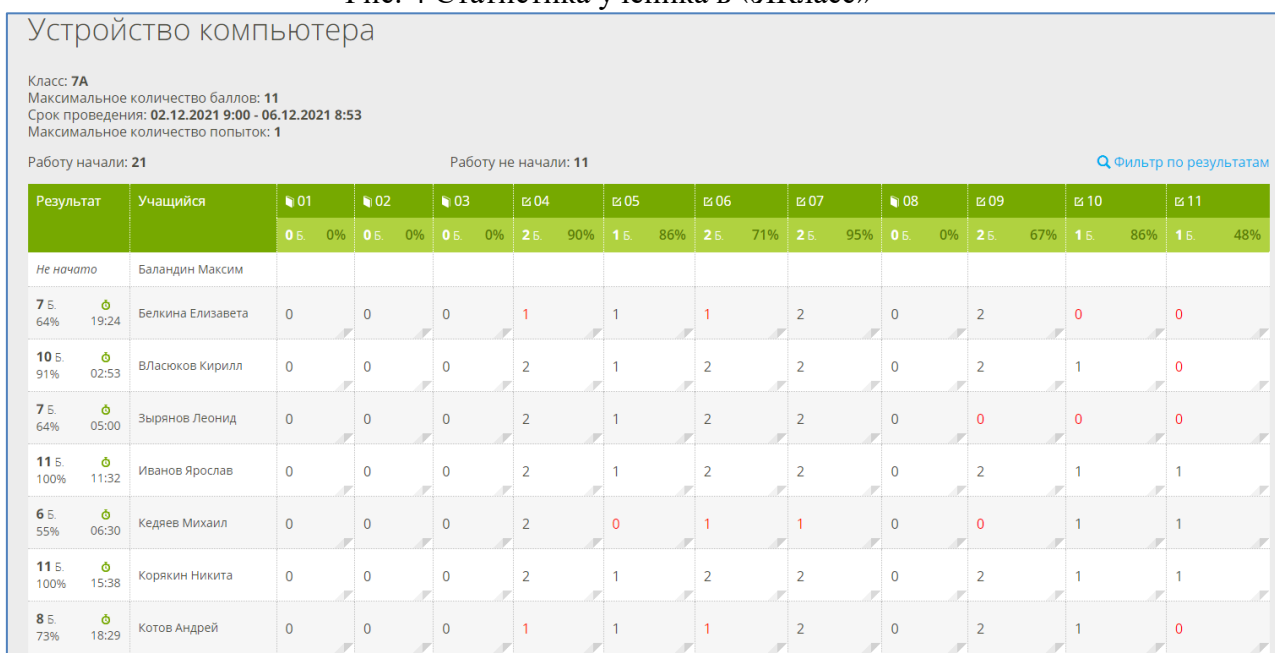 Рис. 4 Статистика ученика в «ЯКласс»
Устройство компьютера
Класс: 7А
Максимальное количество баллов: 11
Срок проведения: 02.12.2021 9:00 - 06.12.2021 8:53
Максимальное количество попыток: 1
Работу начали: 21 Работу не начали: 11 Фильтр по результатам
Результат Учащийся 01 02 03 04 05 06 07 08 09 10 11
0 Б. 0% 0 Б. 0% 0 Б. 0% 2 Б. 90% 1 Б. 86% 2 Б. 71% 2 Б. 95% 0 Б. 0% 2 Б. 67% 1 Б. 86% 1 Б. 48%
Не начато Баландин Максим
7 Б. 64% 19:24 Белкина Елизавета 0 0 0 1 1 1 2 0 2 0 0
10 Б. 91% 02:53 ВЛасюков Кирилл 0 0 0 2 1 2 2 0 2 1 0
7 Б. 64% 05:00 Зырянов Леонид 0 0 0 2 1 2 2 0 0 0 0
11 Б. 100% 11:32 Иванов Ярослав 0 0 0 2 1 2 2 0 2 1 1
6 Б. 55% 06:30 Кедяев Михаил 0 0 0 2 0 1 1 0 0 1 1
11 Б. 100% 15:38 Корякин Никита 0 0 0 2 1 2 2 0 2 1 1
8 Б. 73% 18:29 Котов Андрей 0 0 0 1 1 1 2 0 2 1 0